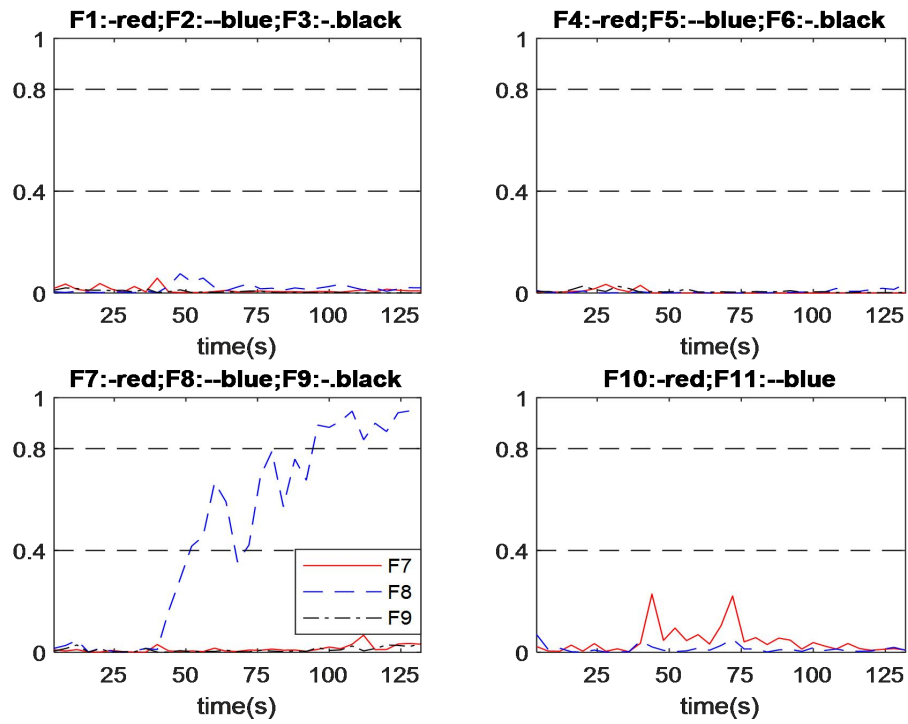 F1:-red;F2:--blue;F3:-.black
1
0.8
0.4
0
25 50 75 100 125
time(s)
F4:-red;F5:--blue;F6:-.black
1
0.8
0.4
0
25 50 75 100 125
time(s)
F7:-red;F8:--blue;F9:-.black
1
0.8
0.4
0
F7
F8
F9
25 50 75 100 125
time(s)
F10:-red;F11:--blue
1
0.8
0.4
0
25 50 75 100 125
time(s)